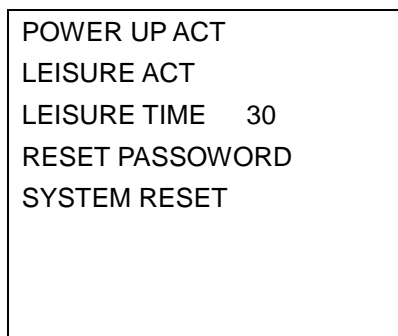 POWER UP ACT
LEISURE ACT
LEISURE TIME 30
RESET PASSOWORD
SYSTEM RESET